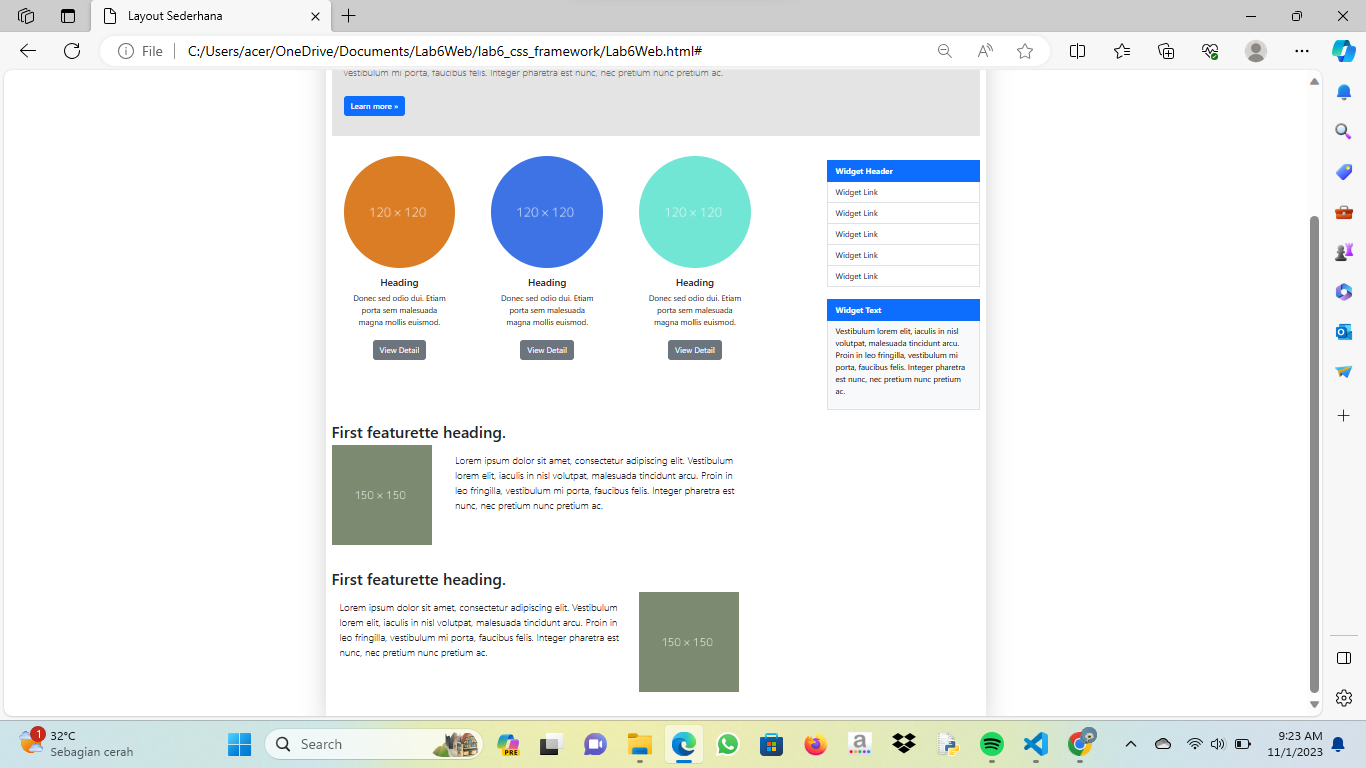 Layout Sederhana
File
C:/Users/acer/OneDrive/Documents/Lab6Web/lab6_css_framework/Lab6Web.html#
vestibulum mi porta, faucibus felis. Integer pharetra est nunc, nec pretium nunc pretium ac.
Learn more »
120 × 120
120 × 120
120 × 120
Heading
Donec sed odio dui. Etiam
porta sem malesuada
magna mollis euismod.
View Detail
Heading
Donec sed odio dui. Etiam
porta sem malesuada
magna mollis euismod.
View Detail
Heading
Donec sed odio dui. Etiam
porta sem malesuada
magna mollis euismod.
View Detail
Widget Header
Widget Link
Widget Link
Widget Link
Widget Link
Widget Link
Widget Text
Vestibulum lorem elit, iaculis in nisl
volutpat, malesuada tincidunt arcu.
Proin in leo fringilla, vestibulum mi
porta, faucibus felis. Integer pharetra
est nunc, nec pretium nunc pretium
ac.
First featurette heading.
150 × 150
Lorem ipsum dolor sit amet, consectetur adipiscing elit. Vestibulum
lorem elit, iaculis in nisl volutpat, malesuada tincidunt arcu. Proin in
leo fringilla, vestibulum mi porta, faucibus felis. Integer pharetra est
nunc, nec pretium nunc pretium ac.
First featurette heading.
Lorem ipsum dolor sit amet, consectetur adipiscing elit. Vestibulum
lorem elit, iaculis in nisl volutpat, malesuada tincidunt arcu. Proin in
leo fringilla, vestibulum mi porta, faucibus felis. Integer pharetra est
nunc, nec pretium nunc pretium ac.
150 × 150
1
32°C
Sebagian cerah
Search
PRE
a
9:23 AM
11/1/2023